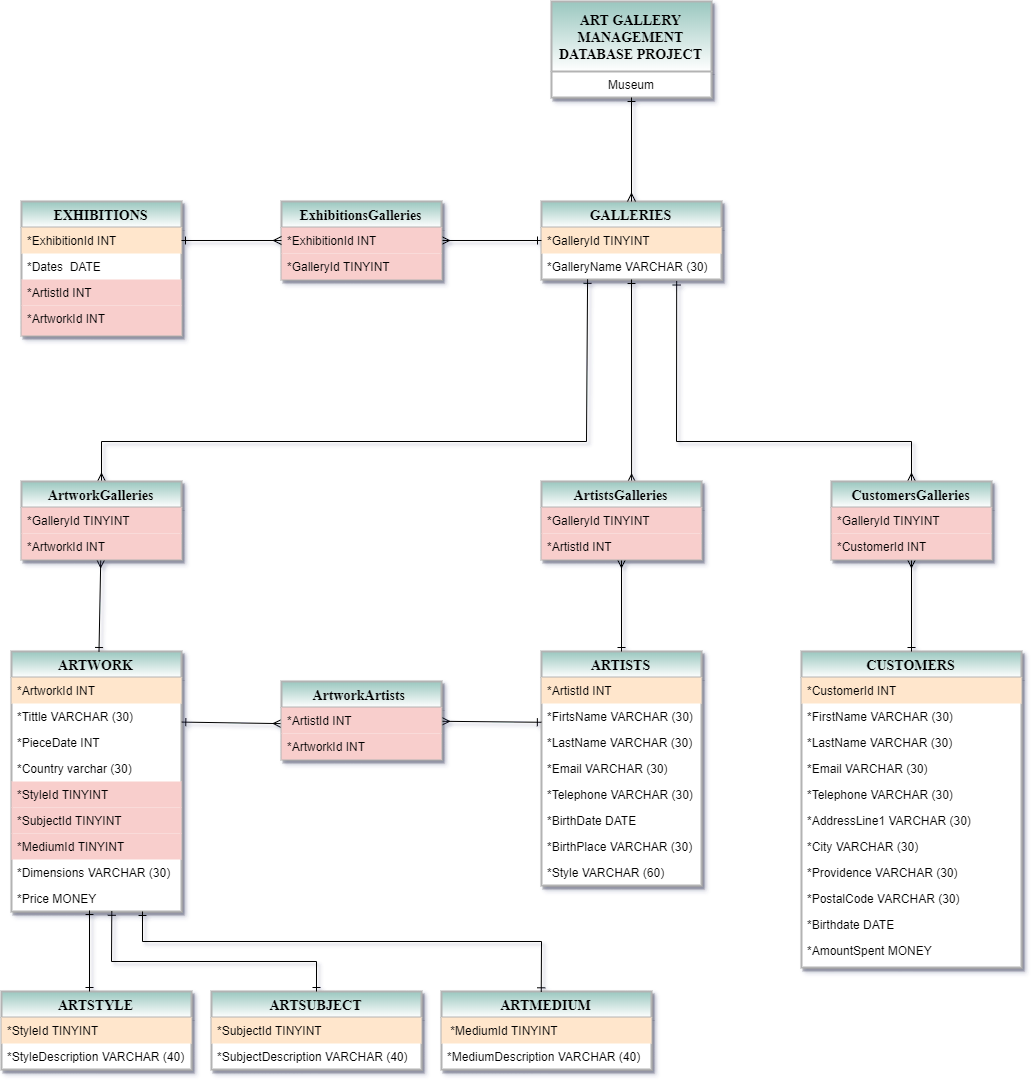 ART GALLERY
MANAGEMENT
DATABASE PROJECT
Museum
EXHIBITIONS
*ExhibitionId INT
*Dates  DATE
*ArtistId INT
*ArtworkId INT
ExhibitionsGalleries
*ExhibitionId INT
*GalleryId TINYINT
GALLERIES
*GalleryId TINYINT
*GalleryName VARCHAR (30)
ArtworkGalleries
*GalleryId TINYINT
*ArtworkId INT
ArtistsGalleries
*GalleryId TINYINT
*ArtistId INT
CustomersGalleries
*GalleryId TINYINT
*CustomerId INT
ARTWORK
*ArtworkId INT
*Tittle VARCHAR (30)
*PieceDate INT
*Country varchar (30)
*StyleId TINYINT
*SubjectId TINYINT
*MediumId TINYINT
*Dimensions VARCHAR (30)
*Price MONEY
ArtworkArtists
*ArtistId INT
*ArtworkId INT
ARTISTS
*ArtistId INT
*FirtsName VARCHAR (30)
*LastName VARCHAR (30)
*Email VARCHAR (30)
*Telephone VARCHAR (30)
*BirthDate DATE
*BirthPlace VARCHAR (30)
*Style VARCHAR (60)
CUSTOMERS
*CustomerId INT
*FirstName VARCHAR (30)
*LastName VARCHAR (30)
*Email VARCHAR (30)
*Telephone VARCHAR (30)
*AddressLine1 VARCHAR (30)
*City VARCHAR (30)
*Providence VARCHAR (30)
*PostalCode VARCHAR (30)
*Birthdate DATE
*AmountSpent MONEY
ARTSTYLE
*StyleId TINYINT
*StyleDescription VARCHAR (40)
ARTSUBJECT
*SubjectId TINYINT
*SubjectDescription VARCHAR (40)
ARTMEDIUM
*MediumId TINYINT
*MediumDescription VARCHAR (40)